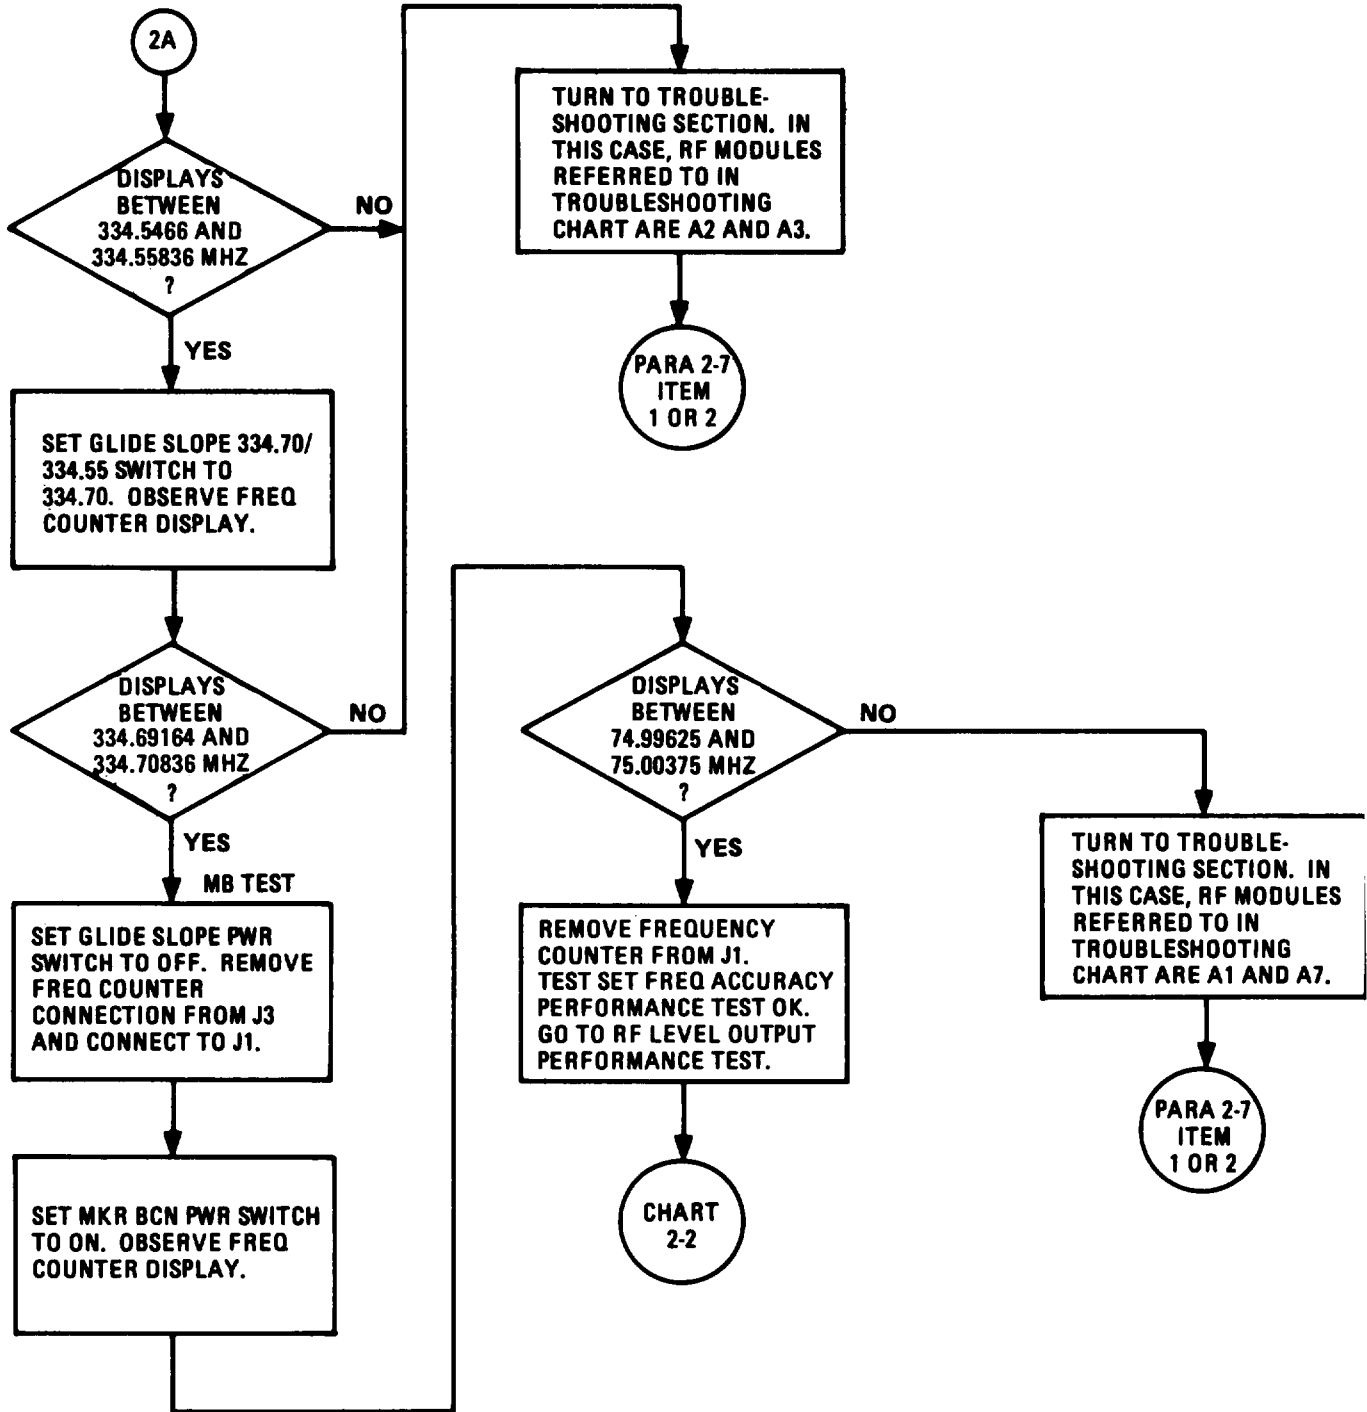 2A
DISPLAYS
BETWEEN
334.5466 AND
334.55836 MHZ
?
NO
YES
TURN TO TROUBLE-
SHOOTING SECTION. IN
THIS CASE, RF MODULES
REFERRED TO IN
TROUBLESHOOTING
CHART ARE A2 AND A3.
PARA 2-7
ITEM
1 OR 2
SET GLIDE SLOPE 334.70/
334.55 SWITCH TO
334.70. OBSERVE FREQ
COUNTER DISPLAY.
DISPLAYS
BETWEEN
334.69164 AND
334.70836 MHZ
?
NO
YES
MB TEST
SET GLIDE SLOPE PWR
SWITCH TO OFF. REMOVE
FREQ COUNTER
CONNECTION FROM J3
AND CONNECT TO J1.
SET MKR BCN PWR SWITCH
TO ON. OBSERVE FREQ
COUNTER DISPLAY.
DISPLAYS
BETWEEN
74.99625 AND
75.00375 MHZ
?
NO
YES
REMOVE FREQUENCY
COUNTER FROM J1.
TEST SET FREQ ACCURACY
PERFORMANCE TEST OK.
GO TO RF LEVEL OUTPUT
PERFORMANCE TEST.
CHART
2-2
TURN TO TROUBLE-
SHOOTING SECTION. IN
THIS CASE, RF MODULES
REFERRED TO IN
TROUBLESHOOTING
CHART ARE A1 AND A7.
PARA 2-7
ITEM
1 OR 2